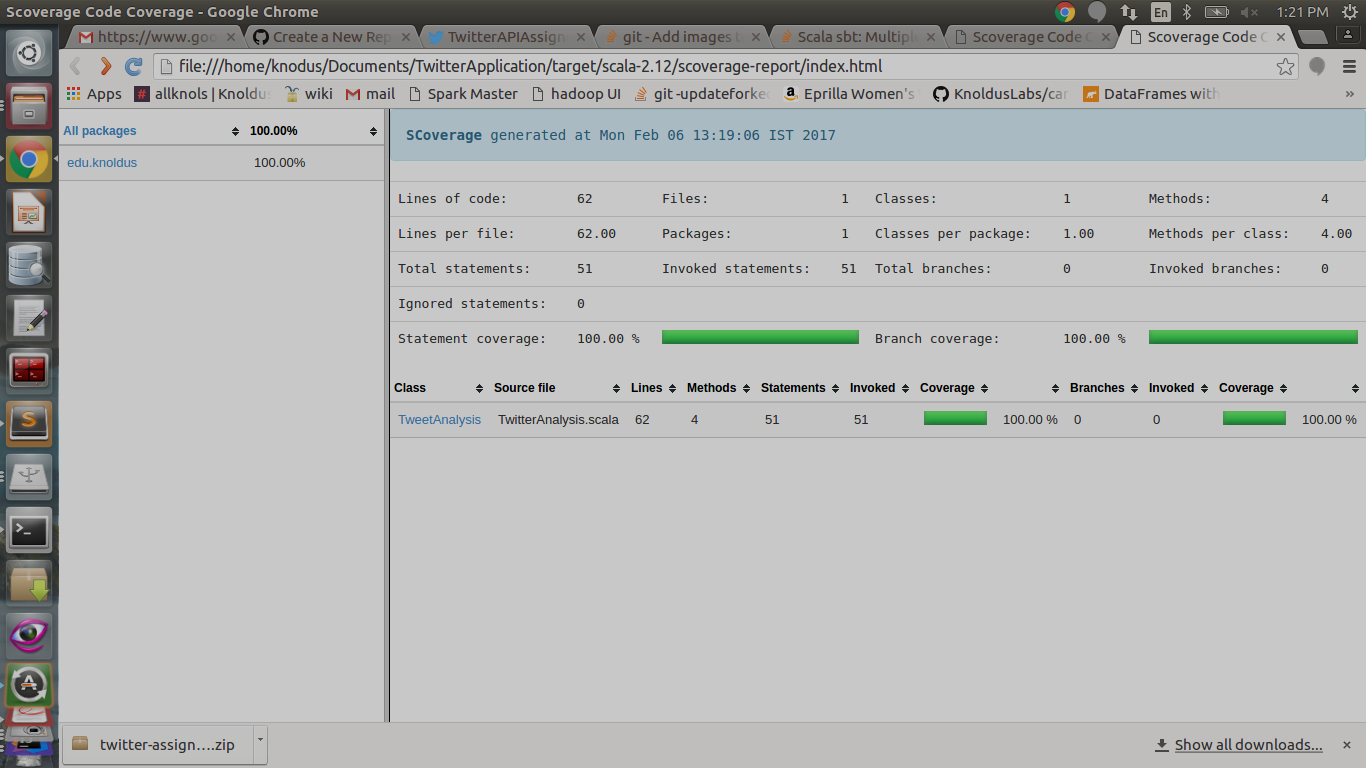 Scoverage Code Coverage - Google Chrome
En
1:21 PM
https://www.goo
Create a New Rep
TwitterAPIAssign
git - Add images t
Scala sbt: Multiple
Scoverage Code C
Scoverage Code C
file:///home/knodus/Documents/TwitterApplication/target/scala-2.12/scoverage-report/index.html
Apps
allknols | Knoldus
wiki
mail
Spark Master
hadoop UI
git -updateforked
Eprilla Women's
KnoldusLabs/car
DataFrames with
»
All packages 100.00%
edu.knoldus 100.00%
SCoverage generated at Mon Feb 06 13:19:06 IST 2017
Lines of code: 62 Files: 1 Classes: 1 Methods: 4
Lines per file: 62.00 Packages: 1 Classes per package: 1.00 Methods per class: 4.00
Total statements: 51 Invoked statements: 51 Total branches: 0 Invoked branches: 0
Ignored statements: 0
Statement coverage: 100.00 % Branch coverage: 100.00 %
Class Source file Lines Methods Statements Invoked Coverage Branches Invoked Coverage
TweetAnalysis TwitterAnalysis.scala 62 4 51 51 100.00 % 0 0 100.00 %
twitter-assign….zip
Show all downloads...